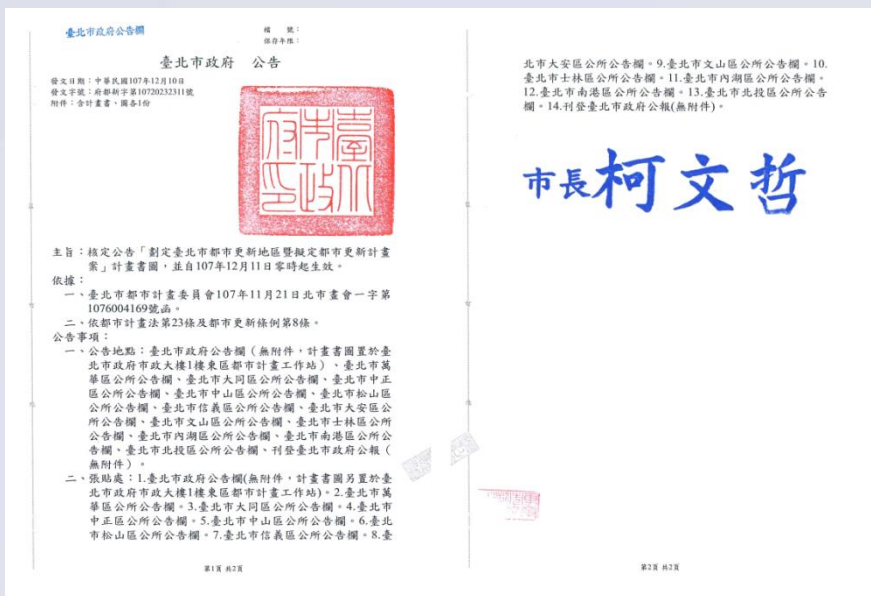 臺北市政府公告欄
檔　號：
保存年限：
臺北市政府　公告
發文日期：中華民國107年12月10日
發文字號：府都新字第10720232311號
附件：含計畫書、圖各1份
臺北市政府印
主旨：核定公告「劃定臺北市都市更新地區暨擬定都市更新計畫
案」計畫書圖，並自107年12月11日零時起生效。
依據：
一、臺北市都市計畫委員會107年11月21日北市畫會一字第
1076004169號函。
二、依都市計畫法第23條及都市更新條例第8條。
公告事項：
一、公告地點：臺北市政府公告欄（無附件，計畫書圖置於臺
北市政府市政大樓1樓東區都市計畫工作站）、臺北市萬
華區公所公告欄、臺北市大同區公所公告欄、臺北市中正
區公所公告欄、臺北市中山區公所公告欄、臺北市松山區
公所公告欄、臺北市信義區公所公告欄、臺北市大安區公
所公告欄、臺北市文山區公所公告欄、臺北市士林區公所
公告欄、臺北市內湖區公所公告欄、臺北市南港區公所公
告欄、臺北市北投區公所公告欄、刊登臺北市政府公報（
無附件）。
二、張貼處：1.臺北市政府公告欄(無附件，計畫書圖另置於臺
北市政府市政大樓1樓東區都市計畫工作站)。2.臺北市萬
華區公所公告欄。3.臺北市大同區公所公告欄。4.臺北市
中正區公所公告欄。5.臺北市中山區公所公告欄。6.臺北
市松山區公所公告欄。7.臺北市信義區公所公告欄。8.臺
第1頁 共2頁
北市大安區公所公告欄。9.臺北市文山區公所公告欄。10.
臺北市士林區公所公告欄。11.臺北市內湖區公所公告欄。
12.臺北市南港區公所公告欄。13.臺北市北投區公所公告
欄。14.刊登臺北市政府公報(無附件)。
市長柯文哲
第2頁 共2頁